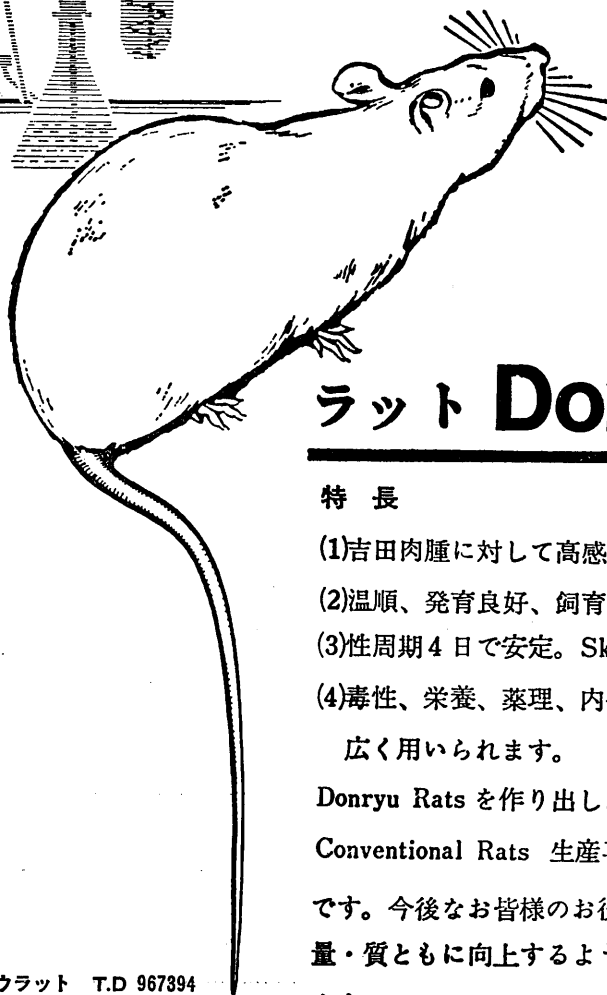 ラット Do
特 長
(1)吉田肉腫に対して高感
(2)温順、発育良好、飼育
(3)性周期4日で安定。Sk
(4)毒性、栄養、薬理、内
広く用いられます。
Donryu Rats を作り出し
Conventional Rats 生産
です。今後なお皆様のお
量・質ともに向上するよ
ウラット T.D 967394